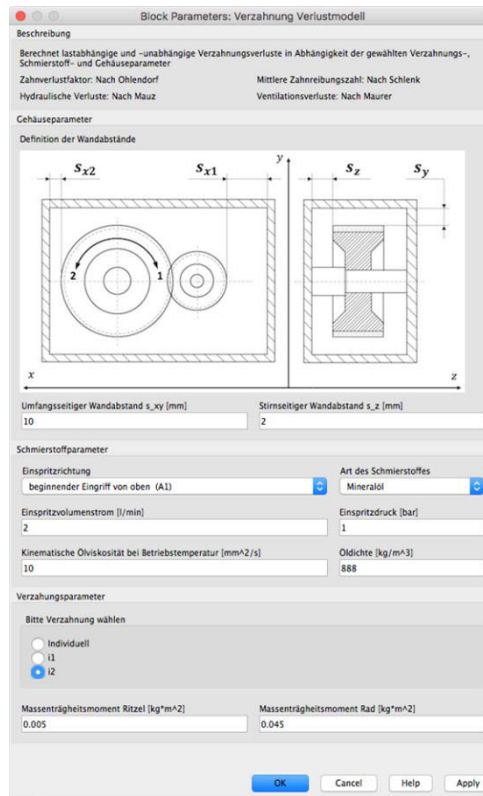 Block Parameters: Verzahnung Verlustmodell
Beschreibung
Berechnet lastabhängige und -unabhängige Verzahnungsverluste in Abhängigkeit der gewählten Verzahnungs-,
Schmierstoff- und Gehäuseparameter
Zahnverlustfaktor: Nach Ohlendorf Mittlere Zahnreibungszahl: Nach Schlenk
Hydraulische Verluste: Nach Mauz Ventilationsverluste: Nach Maurer
Gehäuseparameter
Definition der Wandabstände
s_x2 s_x1 y s_z s_y
2 1
x z
Umfangsseitiger Wandabstand s_xy [mm] Stirnseitiger Wandabstand s_z [mm]
10 2
Schmierstoffparameter
Einspritzrichtung Art des Schmierstoffes
beginnender Eingriff von oben (A1) Mineralöl
Einspritzvolumenstrom [l/min] Einspritzdruck [bar]
2 1
Kinematische Ölviskosität bei Betriebstemperatur [mm^2/s] Öldichte [kg/m^3]
10 888
Verzahungsparameter
Bitte Verzahnung wählen
Individuell
i1
i2
Massenträgheitsmoment Ritzel [kg*m^2] Massenträgheitsmoment Rad [kg*m^2]
0.005 0.045
OK Cancel Help Apply